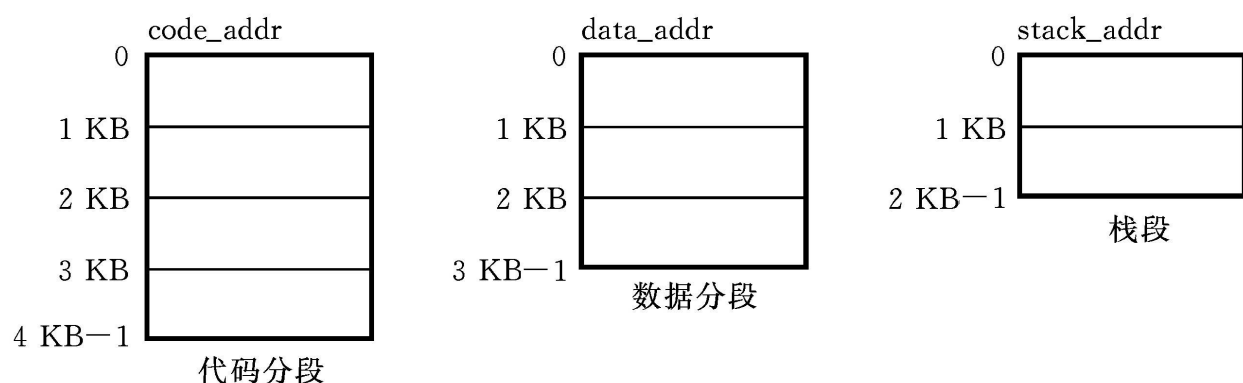 code_addr
0
1 KB
2 KB
3 KB
4 KB-1
代码分段
data_addr
0
1 KB
2 KB
3 KB-1
数据分段
stack_addr
0
1 KB
2 KB-1
栈段